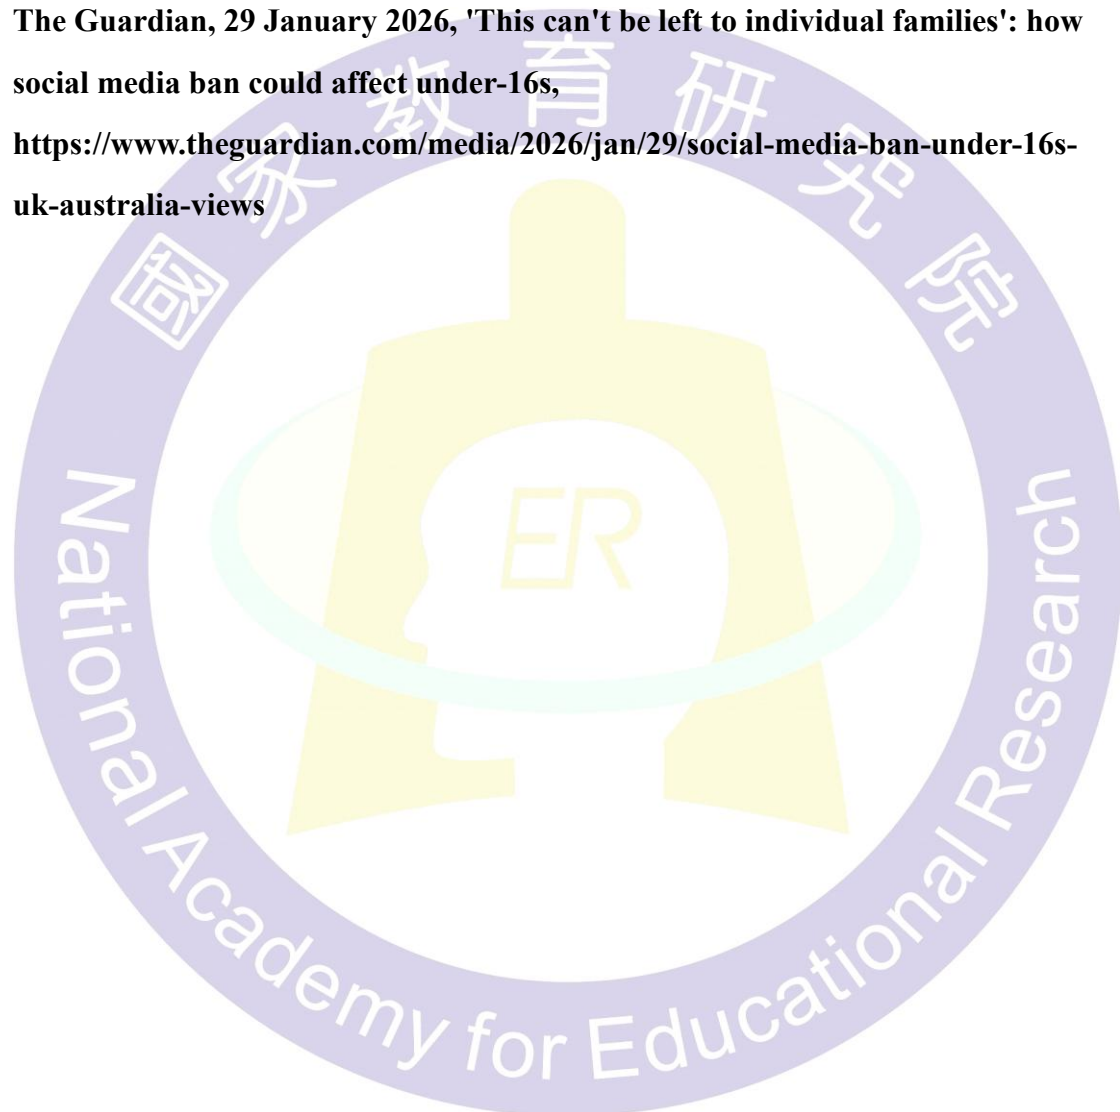 The Guardian, 29 January 2026, 'This can't be left to individual families': how
social media ban could affect under-16s,
https://www.theguardian.com/media/2026/jan/29/social-media-ban-under-16s-
uk-australia-views
國家教育研究院
ER
National Academy for Educational Research